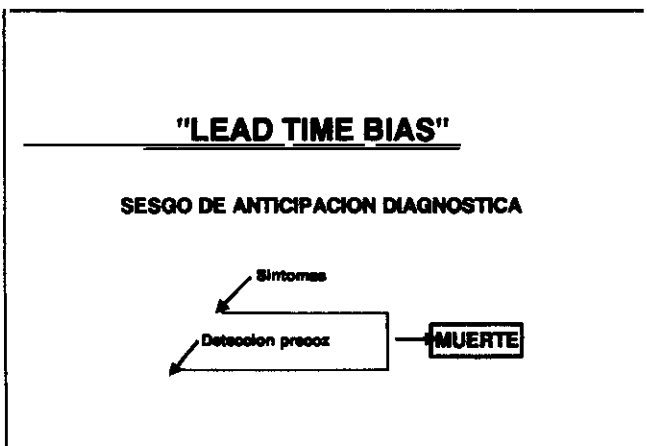 "LEAD TIME BIAS"
SESGO DE ANTICIPACION DIAGNOSTICA
Sintomas
Deteccion precoz
MUERTE